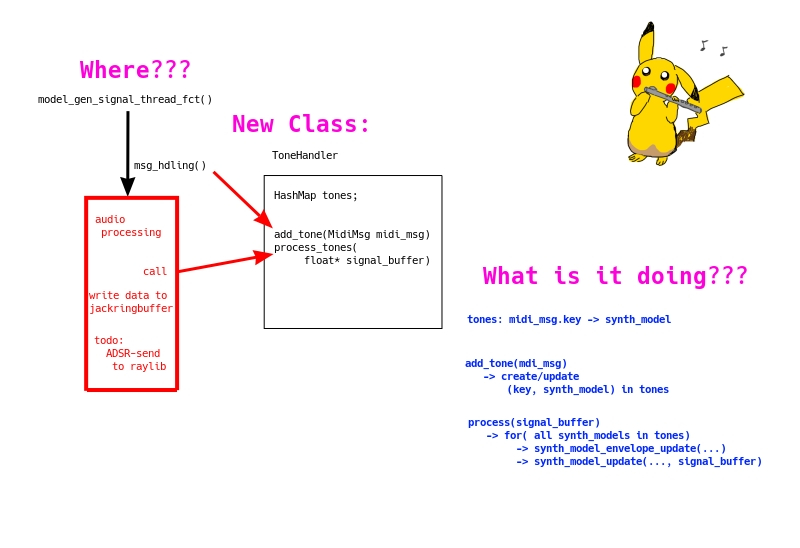 Where???
model_gen_signal_thread_fct()
msg_hdling()
audio
processing
call
write data to
jackringbuffer
todo:
ADSR-send
to raylib
New Class:
ToneHandler
HashMap tones;
add_tone(MidiMsg midi_msg)
process_tones(
float* signal_buffer)
What is it doing???
tones: midi_msg.key -> synth_model
add_tone(mdi_msg)
-> create/update
(key, synth_model) in tones
process(signal_buffer)
-> for( all synth_models in tones)
-> synth_model_envelope_update(...)
-> synth_model_update(..., signal_buffer)